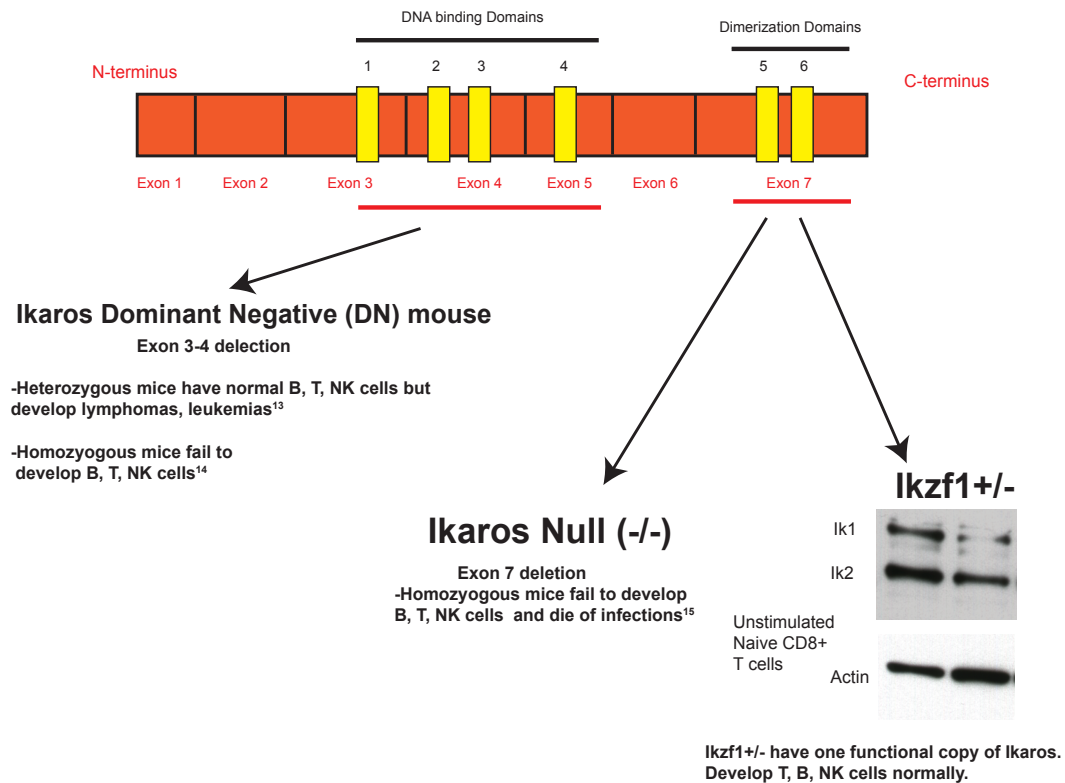 DNA binding Domains
Dimerization Domains
1
2
3
4
5
6
N-terminus
C-terminus
Exon 1
Exon 2
Exon 3
Exon 4
Exon 5
Exon 6
Exon 7
Ikaros Dominant Negative (DN) mouse
Exon 3-4 delection
-Heterozygous mice have normal B, T, NK cells but
develop lymphomas, leukemias¹³
-Homozyogous mice fail to
develop B, T, NK cells¹⁴
Ikaros Null (-/-)
Exon 7 deletion
-Homozyogous mice fail to develop
B, T, NK cells and die of infections¹⁵
Ikzf1+/-
Ik1
Ik2
Unstimulated
Naive CD8+
T cells
Actin
Ikzf1+/- have one functional copy of Ikaros.
Develop T, B, NK cells normally.